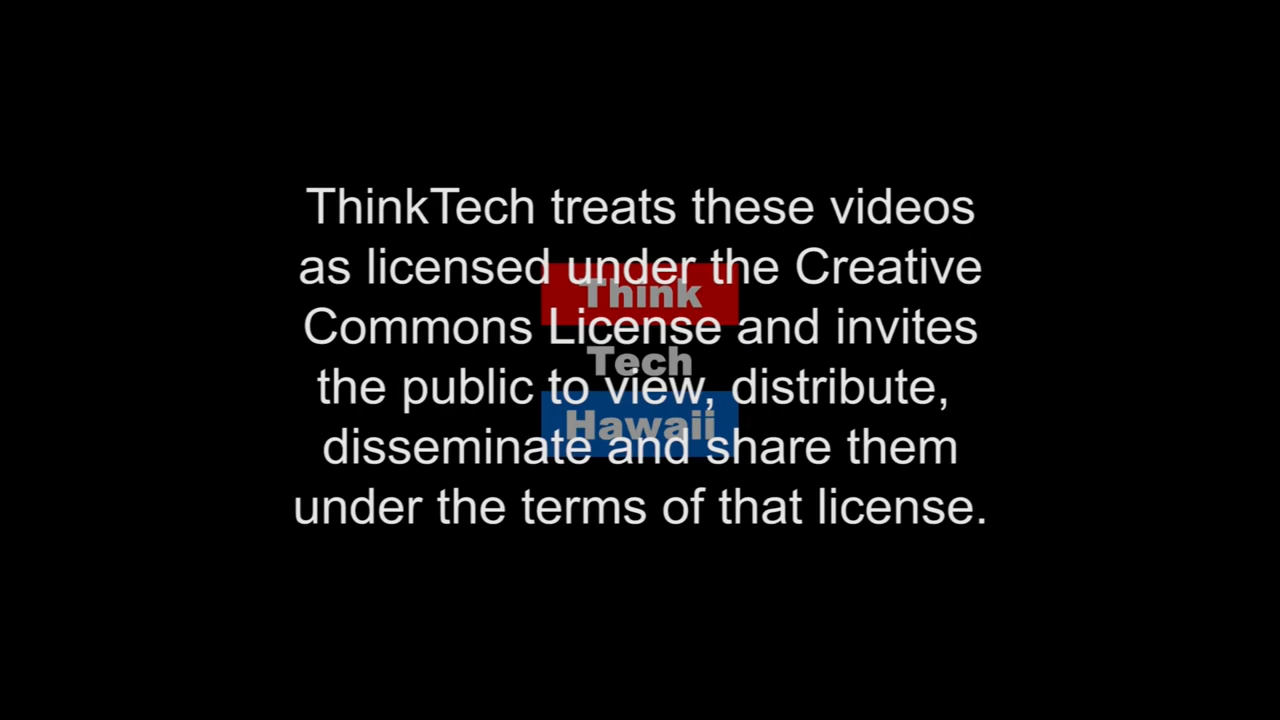 ThinkTech treats these videos
as licensed under the Creative
Think
Commons License and invites
Tech
the public to view, distribute,
Hawaii
disseminate and share them
under the terms of that license.